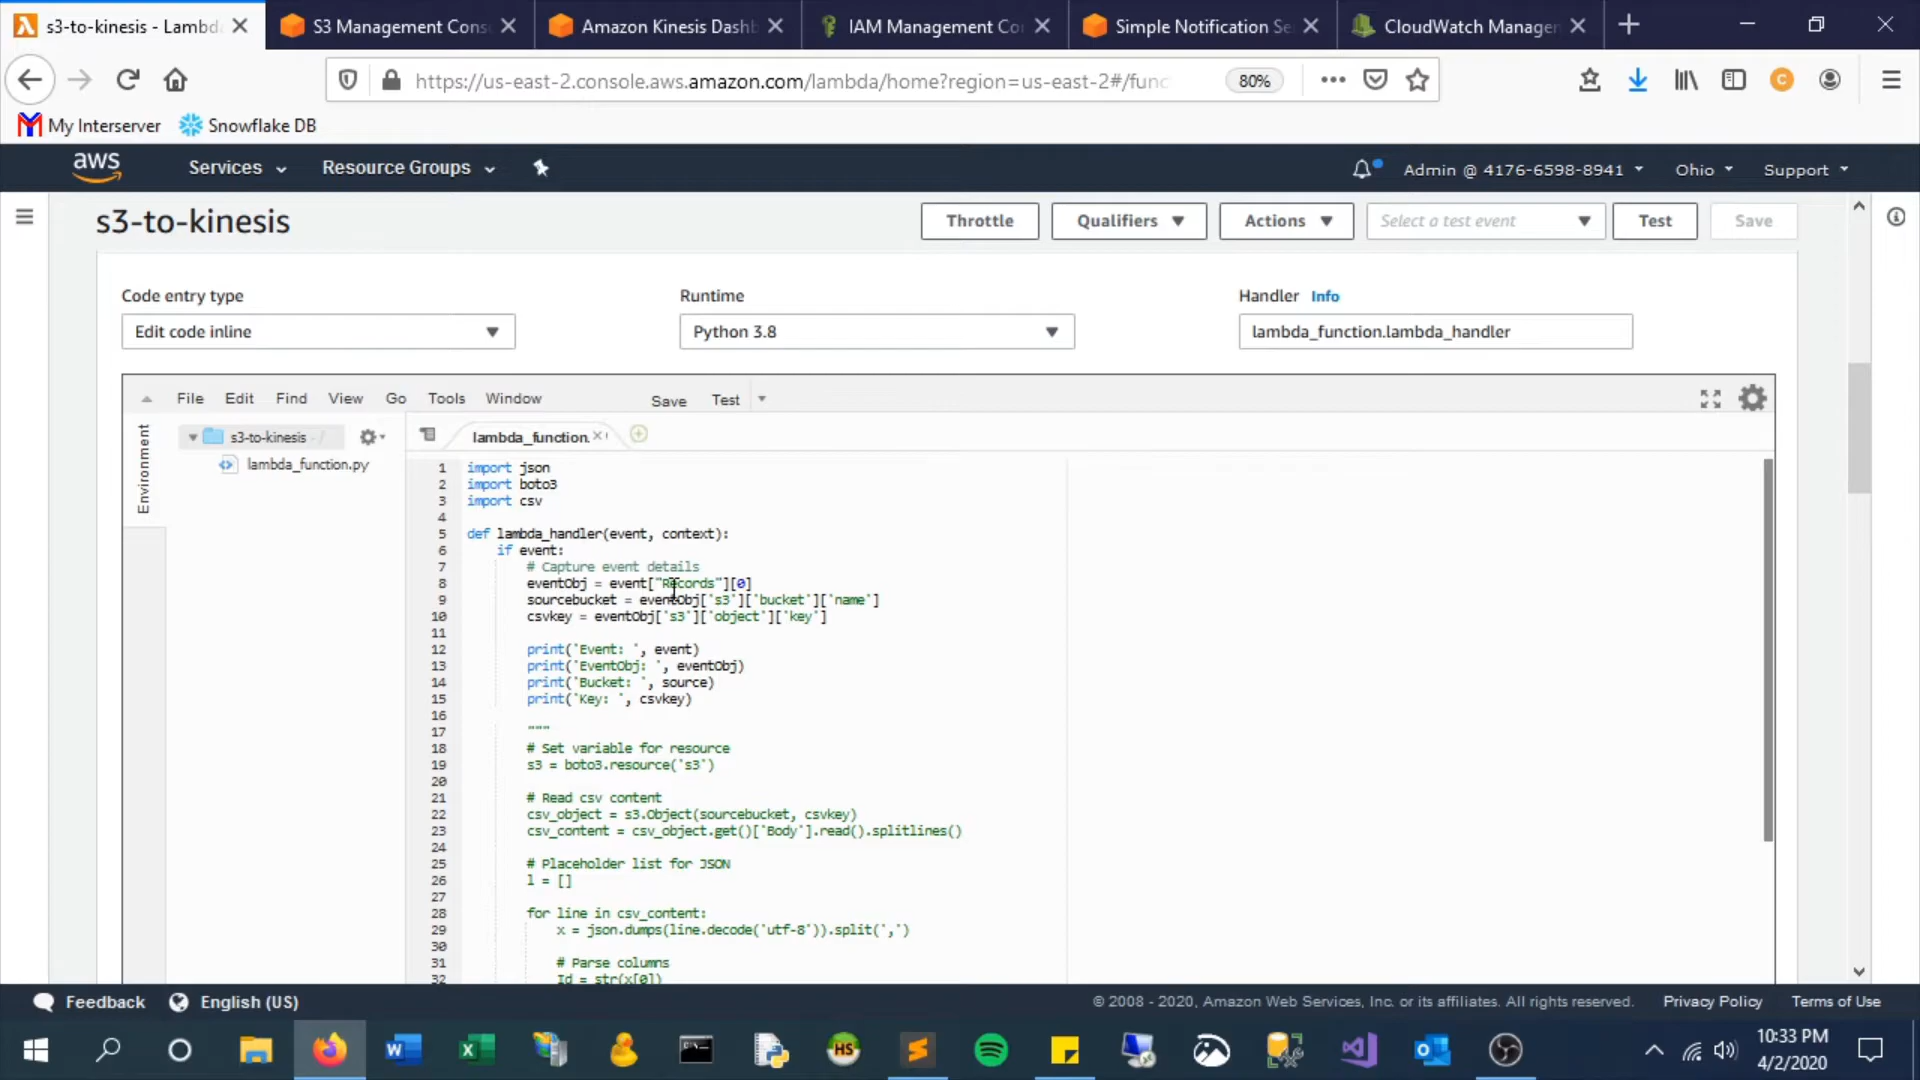 s3-to-kinesis - Lambda
S3 Management Cons
Amazon Kinesis Dashb
IAM Management Co
Simple Notification Se
CloudWatch Manager
https://us-east-2.console.aws.amazon.com/lambda/home?region=us-east-2#/func
80%
C
My Interserver
Snowflake DB
aws
Services
Resource Groups
Admin @ 4176-6598-8941
Ohio
Support
s3-to-kinesis
Throttle
Qualifiers
Actions
Select a test event
Test
Save
Code entry type
Runtime
Handler Info
Edit code inline
Python 3.8
lambda_function.lambda_handler
File Edit Find View Go Tools Window Save Test
Environment
s3-to-kinesis - /
lambda_function.py
lambda_function.
1 import json
2 import boto3
3 import csv
4
5 def lambda_handler(event, context):
6 if event:
7 # Capture event details
8 eventObj = event["Records"][0]
9 sourcebucket = eventObj['s3']['bucket']['name']
10 csvkey = eventObj['s3']['object']['key']
11
12 print('Event: ', event)
13 print('EventObj: ', eventObj)
14 print('Bucket: ', source)
15 print('Key: ', csvkey)
16
17 """
18 # Set variable for resource
19 s3 = boto3.resource('s3')
20
21 # Read csv content
22 csv_object = s3.Object(sourcebucket, csvkey)
23 csv_content = csv_object.get()['Body'].read().splitlines()
24
25 # Placeholder list for JSON
26 l = []
27
28 for line in csv_content:
29 x = json.dumps(line.decode('utf-8')).split(',')
30
31 # Parse columns
32 Id = str(x[0])
Feedback
English (US)
© 2008 - 2020, Amazon Web Services, Inc. or its affiliates. All rights reserved.
Privacy Policy
Terms of Use
HS
10:33 PM
4/2/2020